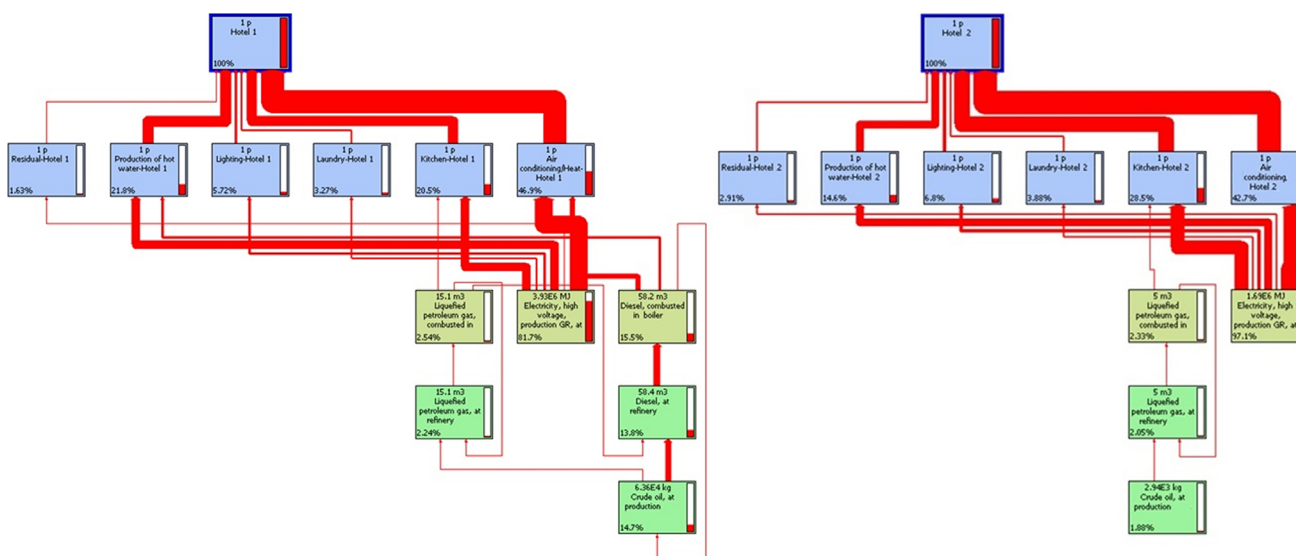 1 p
Hotel 1
100%
1 p
Residual-Hotel 1
1.63%
1 p
Production of hot
water-Hotel 1
21.8%
1 p
Lighting-Hotel 1
5.72%
1 p
Laundry-Hotel 1
3.27%
1 p
Kitchen-Hotel 1
20.5%
1 p
Air
conditioning/Heat-
Hotel 1
46.9%
15.1 m3
Liquefied
petroleum gas,
combusted in
2.54%
3.93E6 MJ
Electricity, high
voltage,
production GR, at
81.7%
58.2 m3
Diesel, combusted
in boiler
15.5%
15.1 m3
Liquefied
petroleum gas, at
refinery
2.24%
58.4 m3
Diesel, at
refinery
13.8%
6.36E4 kg
Crude oil, at
production
14.7%
1 p
Hotel 2
100%
1 p
Residual-Hotel 2
2.91%
1 p
Production of hot
water-Hotel 2
14.6%
1 p
Lighting-Hotel 2
6.8%
1 p
Laundry-Hotel 2
3.88%
1 p
Kitchen-Hotel 2
28.5%
1 p
Air
conditioning,
Hotel 2
42.7%
5 m3
Liquefied
petroleum gas,
combusted in
2.33%
1.69E6 MJ
Electricity, high
voltage,
production GR, at
97.1%
5 m3
Liquefied
petroleum gas, at
refinery
2.05%
2.94E3 kg
Crude oil, at
production
1.88%